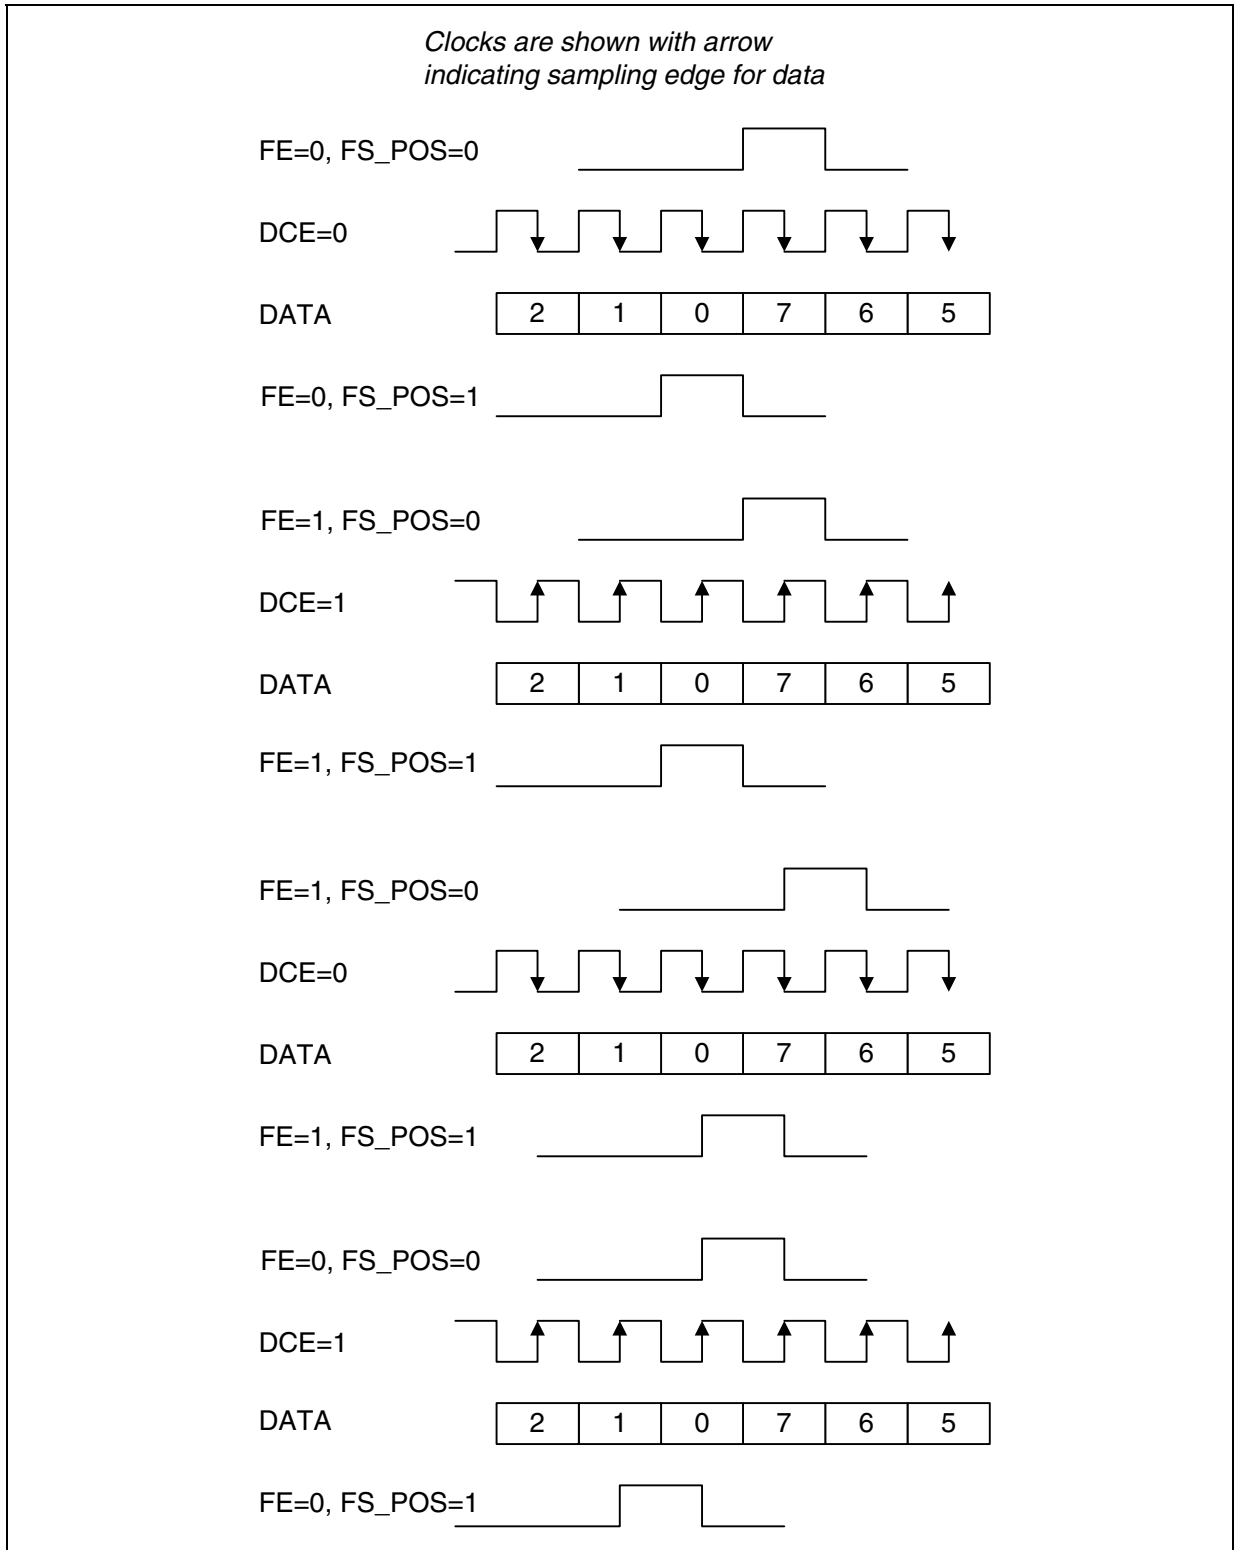 Clocks are shown with arrow
indicating sampling edge for data
FE=0, FS_POS=0
DCE=0
DATA 2 1 0 7 6 5
FE=0, FS_POS=1
FE=1, FS_POS=0
DCE=1
DATA 2 1 0 7 6 5
FE=1, FS_POS=1
FE=1, FS_POS=0
DCE=0
DATA 2 1 0 7 6 5
FE=1, FS_POS=1
FE=0, FS_POS=0
DCE=1
DATA 2 1 0 7 6 5
FE=0, FS_POS=1